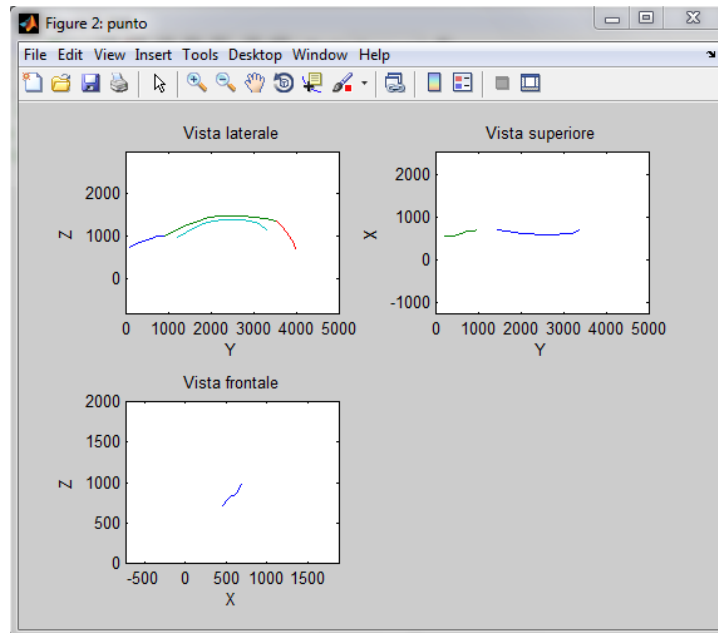 Figure 2: punto
File Edit View Insert Tools Desktop Window Help
Vista laterale
Z
2000
1000
0
0 1000 2000 3000 4000 5000
Y
Vista superiore
X
2000
1000
0
-1000
0 1000 2000 3000 4000 5000
Y
Vista frontale
Z
2000
1500
1000
500
0
-500 0 500 1000 1500
X